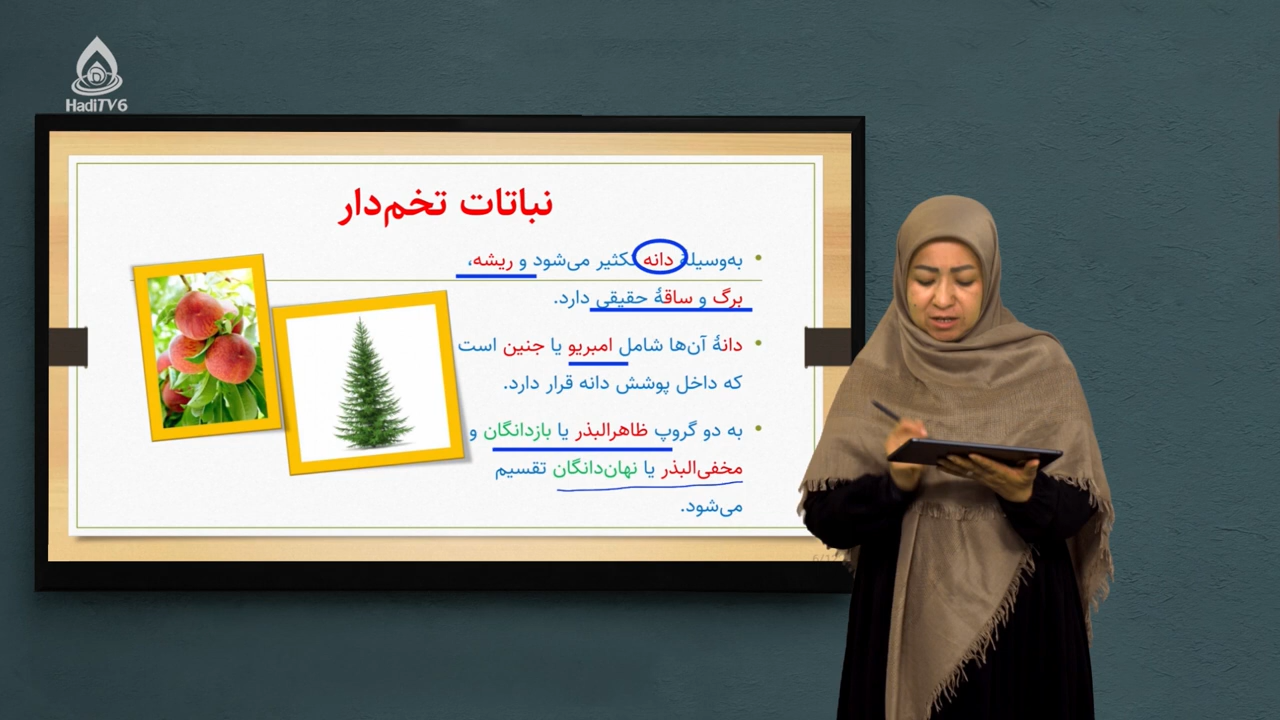 HadiTV6
نباتات تخم‌دار
به‌وسیلهٔ دانه تکثیر می‌شود و ریشه،
برگ و ساقهٔ حقیقی دارد.
دانهٔ آن‌ها شامل امبریو یا جنین است
که داخل پوشش دانه قرار دارد.
به دو گروپ ظاهرالبذر یا بازدانگان و
مخفی‌البذر یا نهان‌دانگان تقسیم
می‌شود.